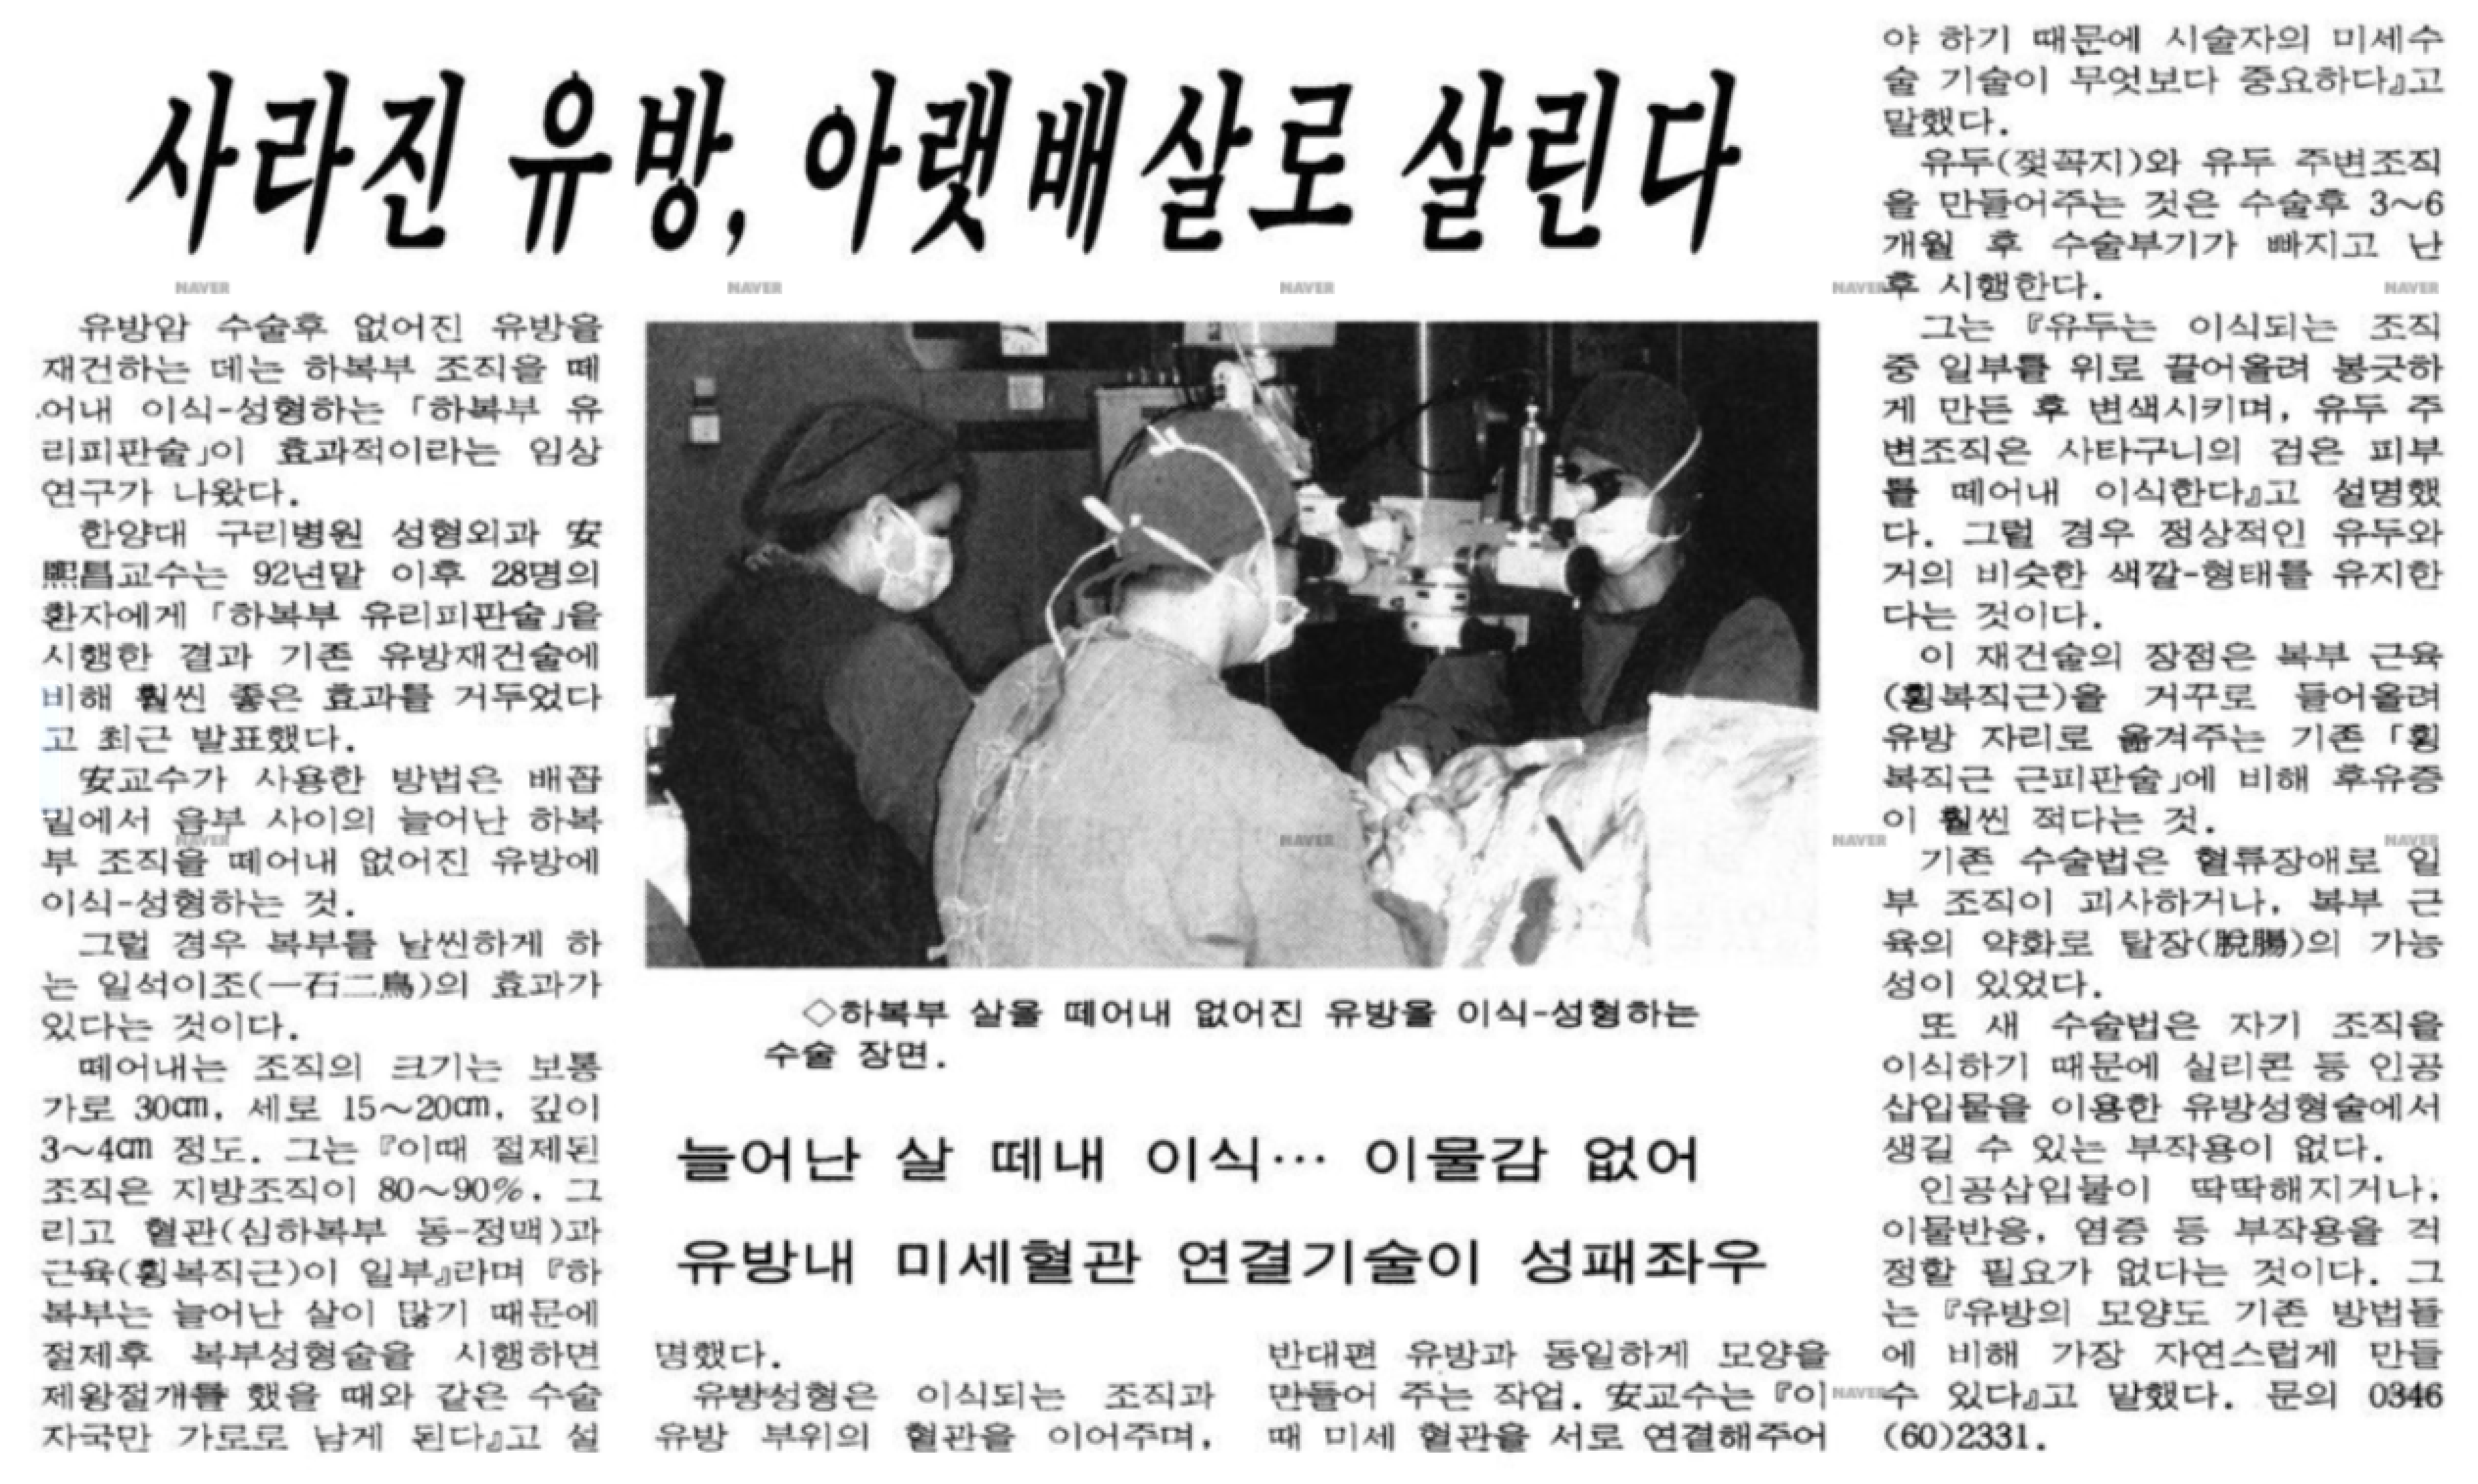 사라진 유방, 아랫배살로 살린다
유방암 수술후 없어진 유방을
재건하는 데는 하복부 조직을 떼
어내 이식-성형하는 「하복부 유
리피판술」이 효과적이라는 임상
연구가 나왔다.
한양대 구리병원 성형외과 安
熙昌교수는 92년말 이후 28명의
환자에게 「하복부 유리피판술」을
시행한 결과 기존 유방재건술에
비해 훨씬 좋은 효과를 거두었다
고 최근 발표했다.
安교수가 사용한 방법은 배꼽
밑에서 음부 사이의 늘어난 하복
부 조직을 떼어내 없어진 유방에
이식-성형하는 것.
그럴 경우 복부를 날씬하게 하
는 일석이조(一石二鳥)의 효과가
있다는 것이다.
떼어내는 조직의 크기는 보통
가로 30㎝, 세로 15~20㎝, 깊이
3~4㎝ 정도. 그는 『이때 절제된
조직은 지방조직이 80~90%, 그
리고 혈관(심하복부 동-정맥)과
근육(횡복직근)이 일부』라며 『하
복부는 늘어난 살이 많기 때문에
절제후 복부성형술을 시행하면
제왕절개를 했을 때와 같은 수술
자국만 가로로 남게 된다』고 설
◇하복부 살을 떼어내 없어진 유방을 이식-성형하는
수술 장면.
늘어난 살 떼내 이식… 이물감 없어
유방내 미세혈관 연결기술이 성패좌우
명했다.
유방성형은 이식되는 조직과
유방 부위의 혈관을 이어주며,
반대편 유방과 동일하게 모양을
만들어 주는 작업. 安교수는 『이
때 미세 혈관을 서로 연결해주어
야 하기 때문에 시술자의 미세수
술 기술이 무엇보다 중요하다』고
말했다.
유두(젖꼭지)와 유두 주변조직
을 만들어주는 것은 수술후 3~6
개월 후 수술부기가 빠지고 난
후 시행한다.
그는 『유두는 이식되는 조직
중 일부를 위로 끌어올려 봉긋하
게 만든 후 변색시키며, 유두 주
변조직은 사타구니의 검은 피부
를 떼어내 이식한다』고 설명했
다. 그럴 경우 정상적인 유두와
거의 비슷한 색깔-형태를 유지한
다는 것이다.
이 재건술의 장점은 복부 근육
(횡복직근)을 거꾸로 들어올려
유방 자리로 옮겨주는 기존 「횡
복직근 근피판술」에 비해 후유증
이 훨씬 적다는 것.
기존 수술법은 혈류장애로 일
부 조직이 괴사하거나, 복부 근
육의 약화로 탈장(脫腸)의 가능
성이 있었다.
또 새 수술법은 자기 조직을
이식하기 때문에 실리콘 등 인공
삽입물을 이용한 유방성형술에서
생길 수 있는 부작용이 없다.
인공삽입물이 딱딱해지거나,
이물반응, 염증 등 부작용을 걱
정할 필요가 없다는 것이다. 그
는 『유방의 모양도 기존 방법들
에 비해 가장 자연스럽게 만들
수 있다』고 말했다. 문의 0346
(60)2331.
NAVER
NAVER
NAVER
NAVER
NAVER
NAVER
NAVER
NAVER
NAVER
NAVER